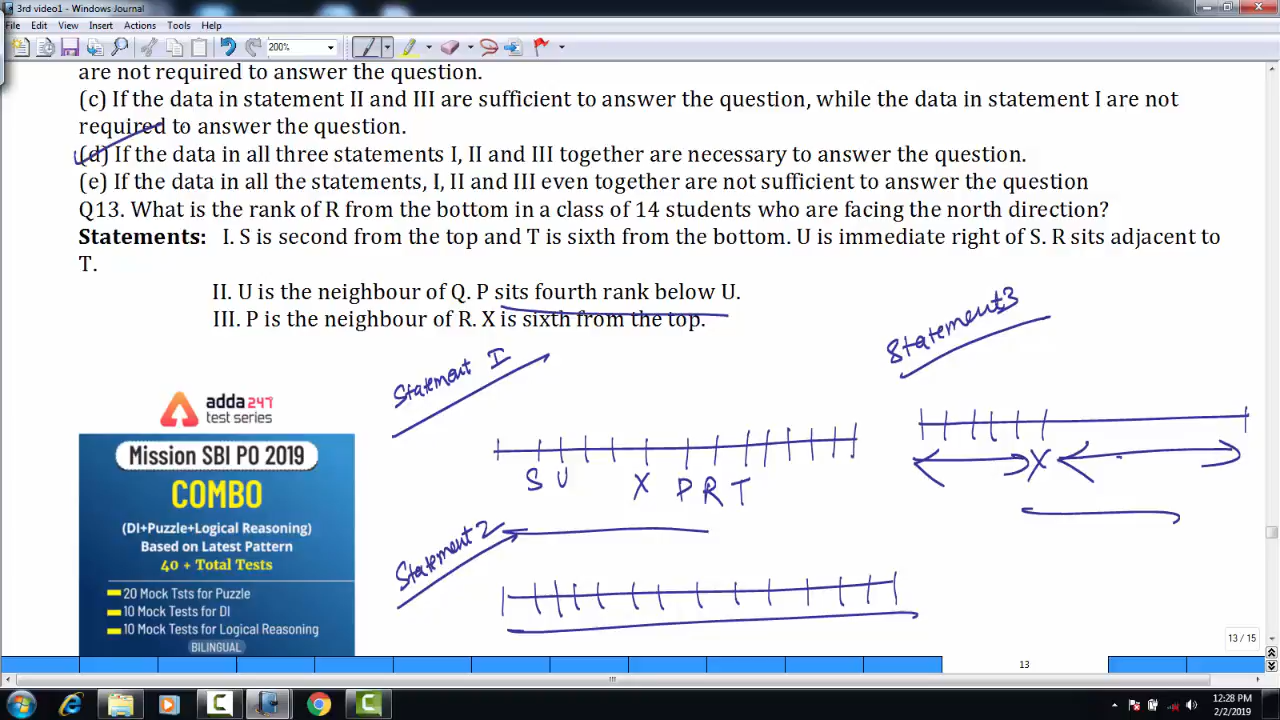 3rd video1 - Windows Journal
File Edit View Insert Actions Tools Help
200%
are not required to answer the question.
(c) If the data in statement II and III are sufficient to answer the question, while the data in statement I are not
required to answer the question.
(d) If the data in all three statements I, II and III together are necessary to answer the question.
(e) If the data in all the statements, I, II and III even together are not sufficient to answer the question
Q13. What is the rank of R from the bottom in a class of 14 students who are facing the north direction?
Statements: I. S is second from the top and T is sixth from the bottom. U is immediate right of S. R sits adjacent to
T.
II. U is the neighbour of Q. P sits fourth rank below U.
III. P is the neighbour of R. X is sixth from the top.
Statement I
Statement3
S U X P R T
X
Statement 2
adda247
test series
Mission SBI PO 2019
COMBO
(DI+Puzzle+Logical Reasoning)
Based on Latest Pattern
40 + Total Tests
20 Mock Tsts for Puzzle
10 Mock Tests for DI
10 Mock Tests for Logical Reasoning
BILINGUAL
13 / 15
13
12:28 PM
2/2/2019